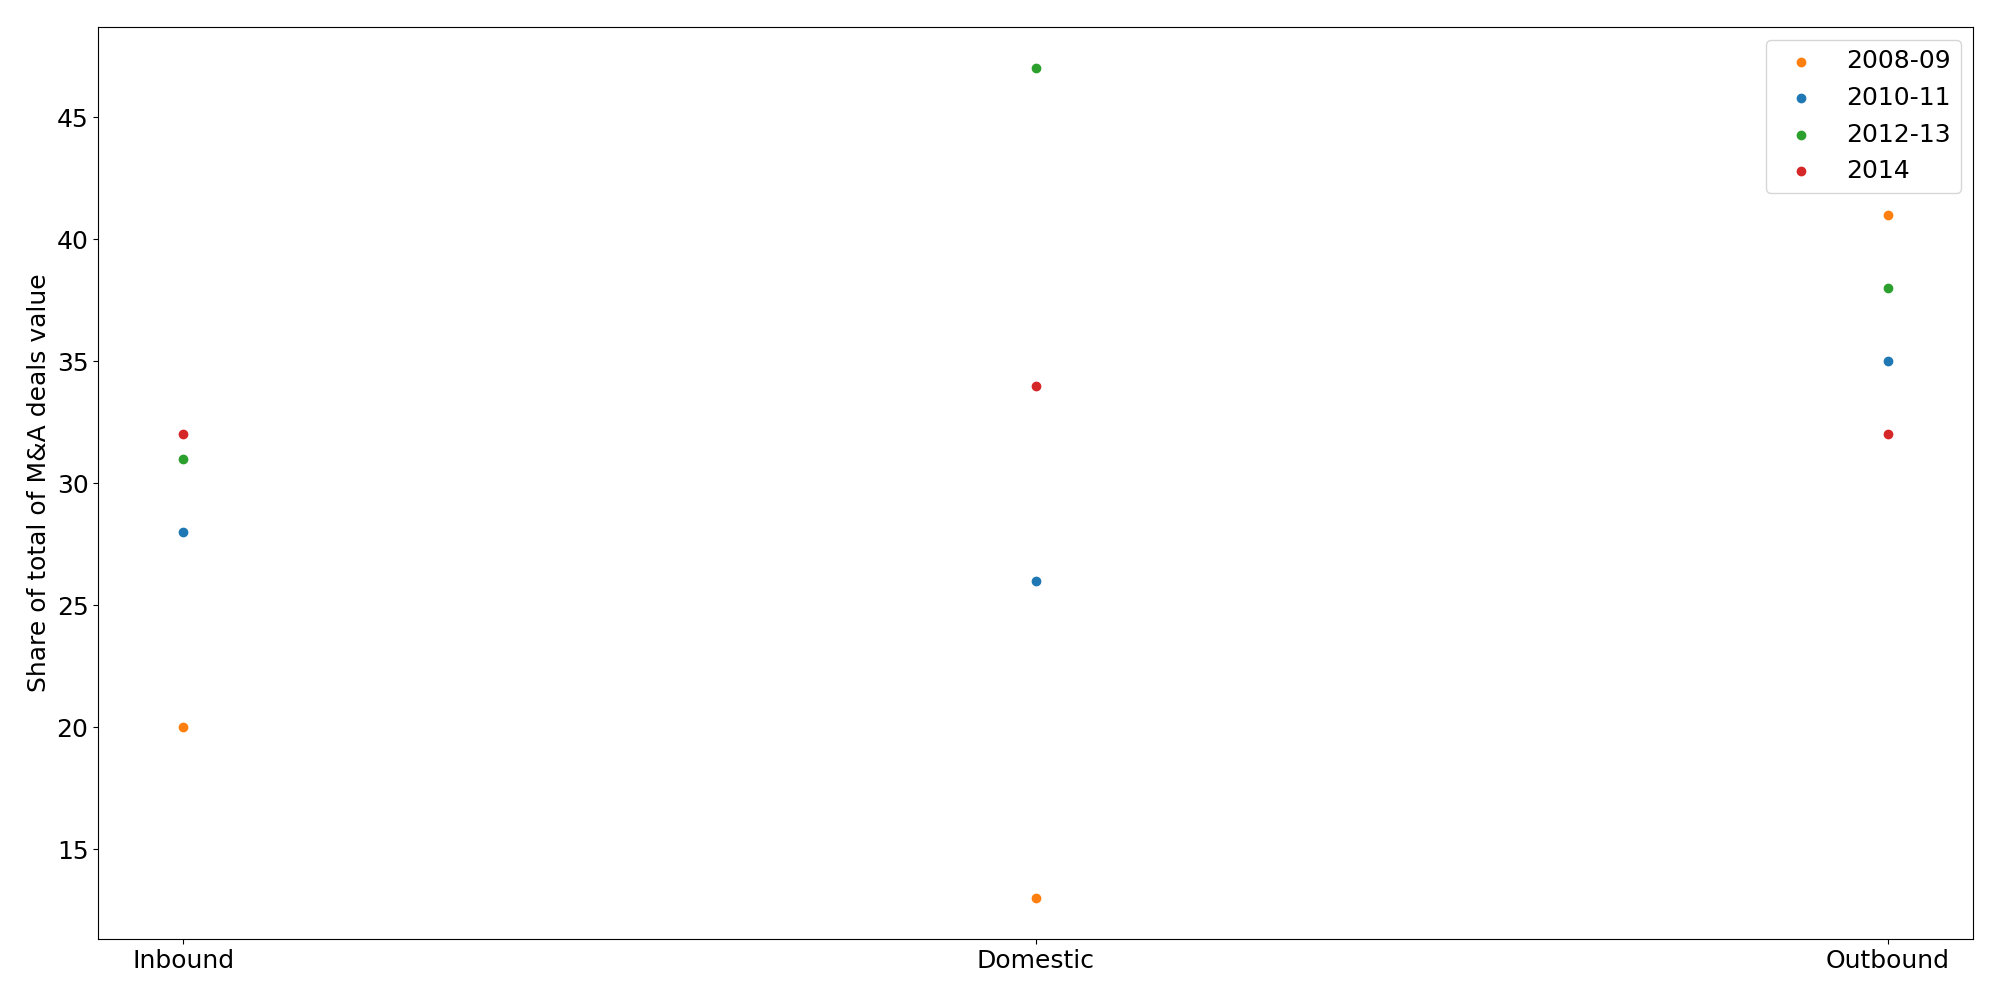 2008-09
2010-11
2012-13
2014
Share of total of M&A deals value
45
40
35
30
25
20
15
Inbound
Domestic
Outbound